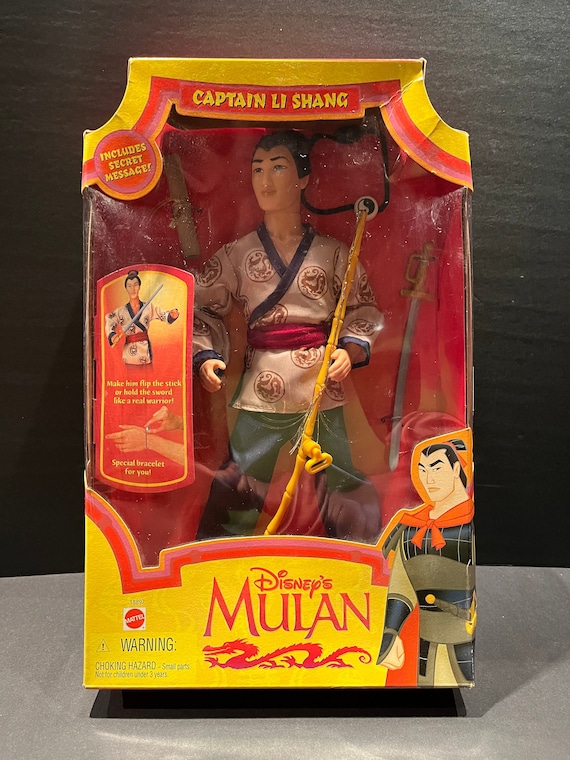 CAPTAIN LI SHANG
INCLUDES
SECRET
MESSAGE!
Make him flip the stick
or hold the sword
like a real warrior!
Special bracelet
for you!
Disney's
MULAN
MATTEL
WARNING:
CHOKING HAZARD - Small parts.
Not for children under 3 years.